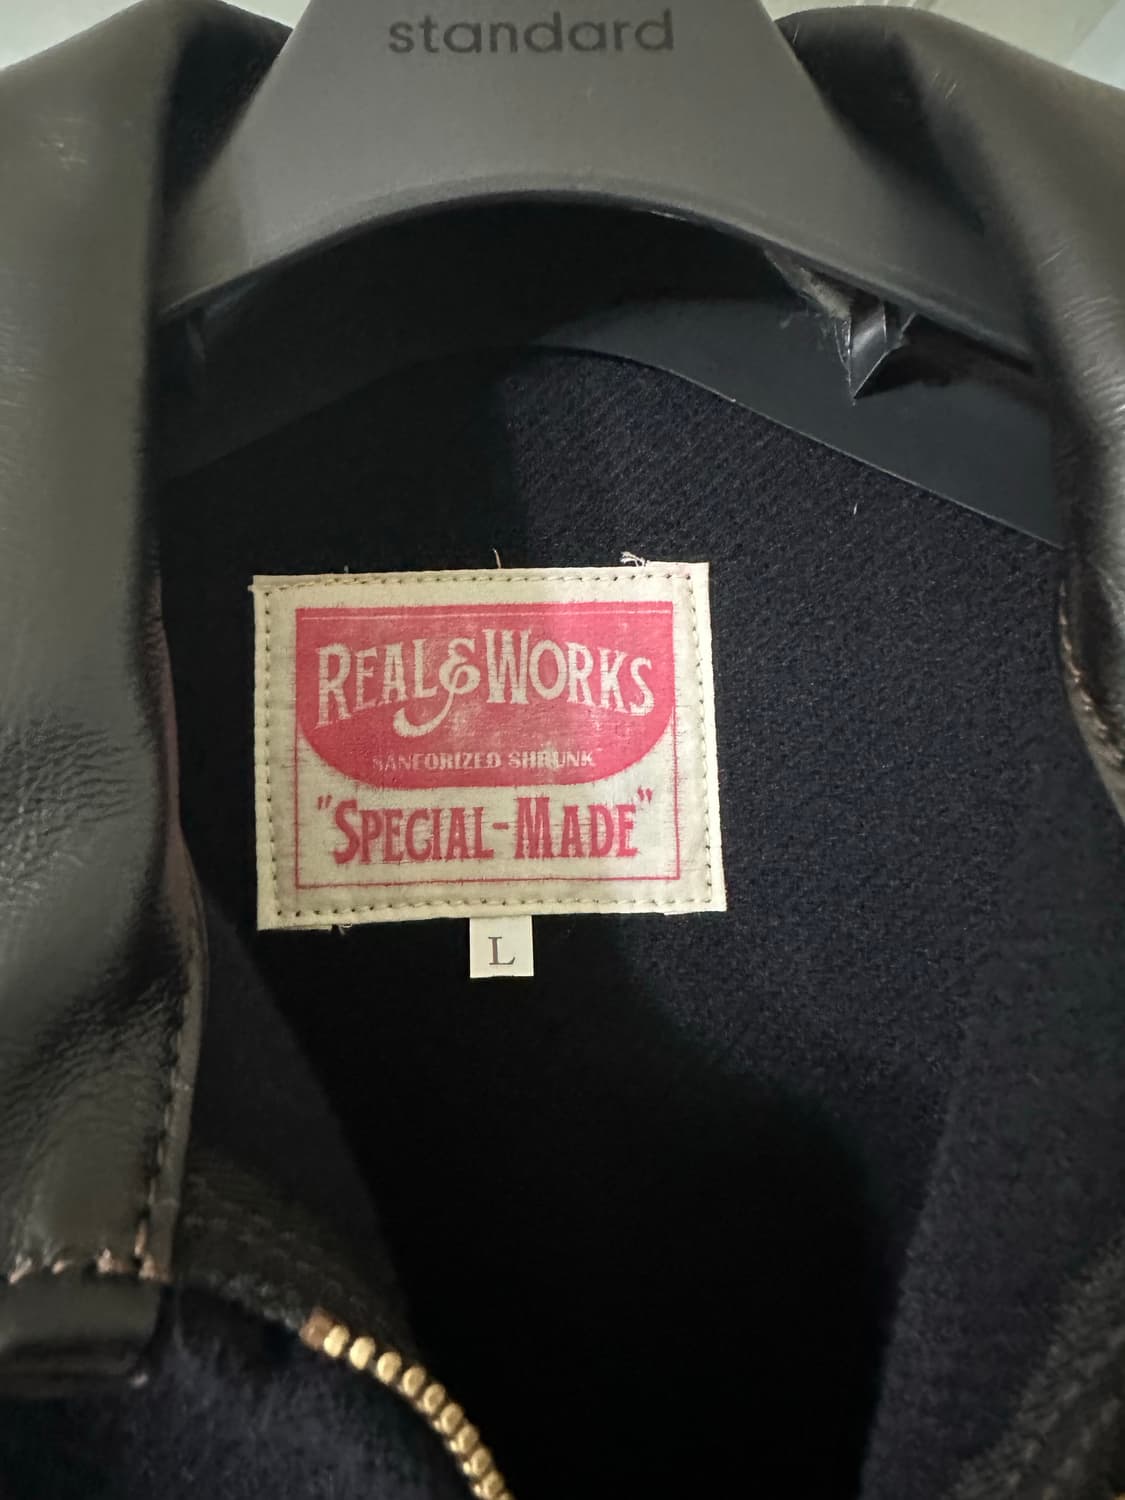 standard
REAL&WORKS
SANFORIZED SHRUNK
"SPECIAL-MADE"
L